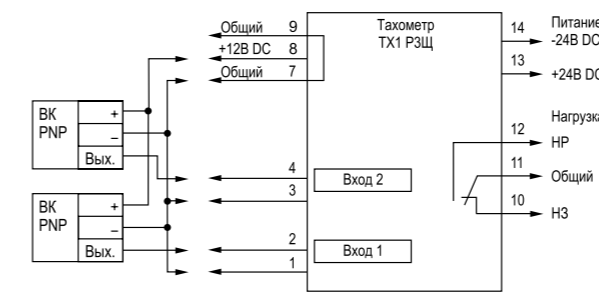 Тахометр
ТХ1 РЗЩ
Общий 9
+12В DC 8
Общий 7
4
3
2
1
Вход 2
Вход 1
14 Питание
-24В DC
13
+24В DC
Нагрузка
12
НР
11
Общий
10
НЗ
ВК
PNP
+
–
Вых.
ВК
PNP
+
–
Вых.